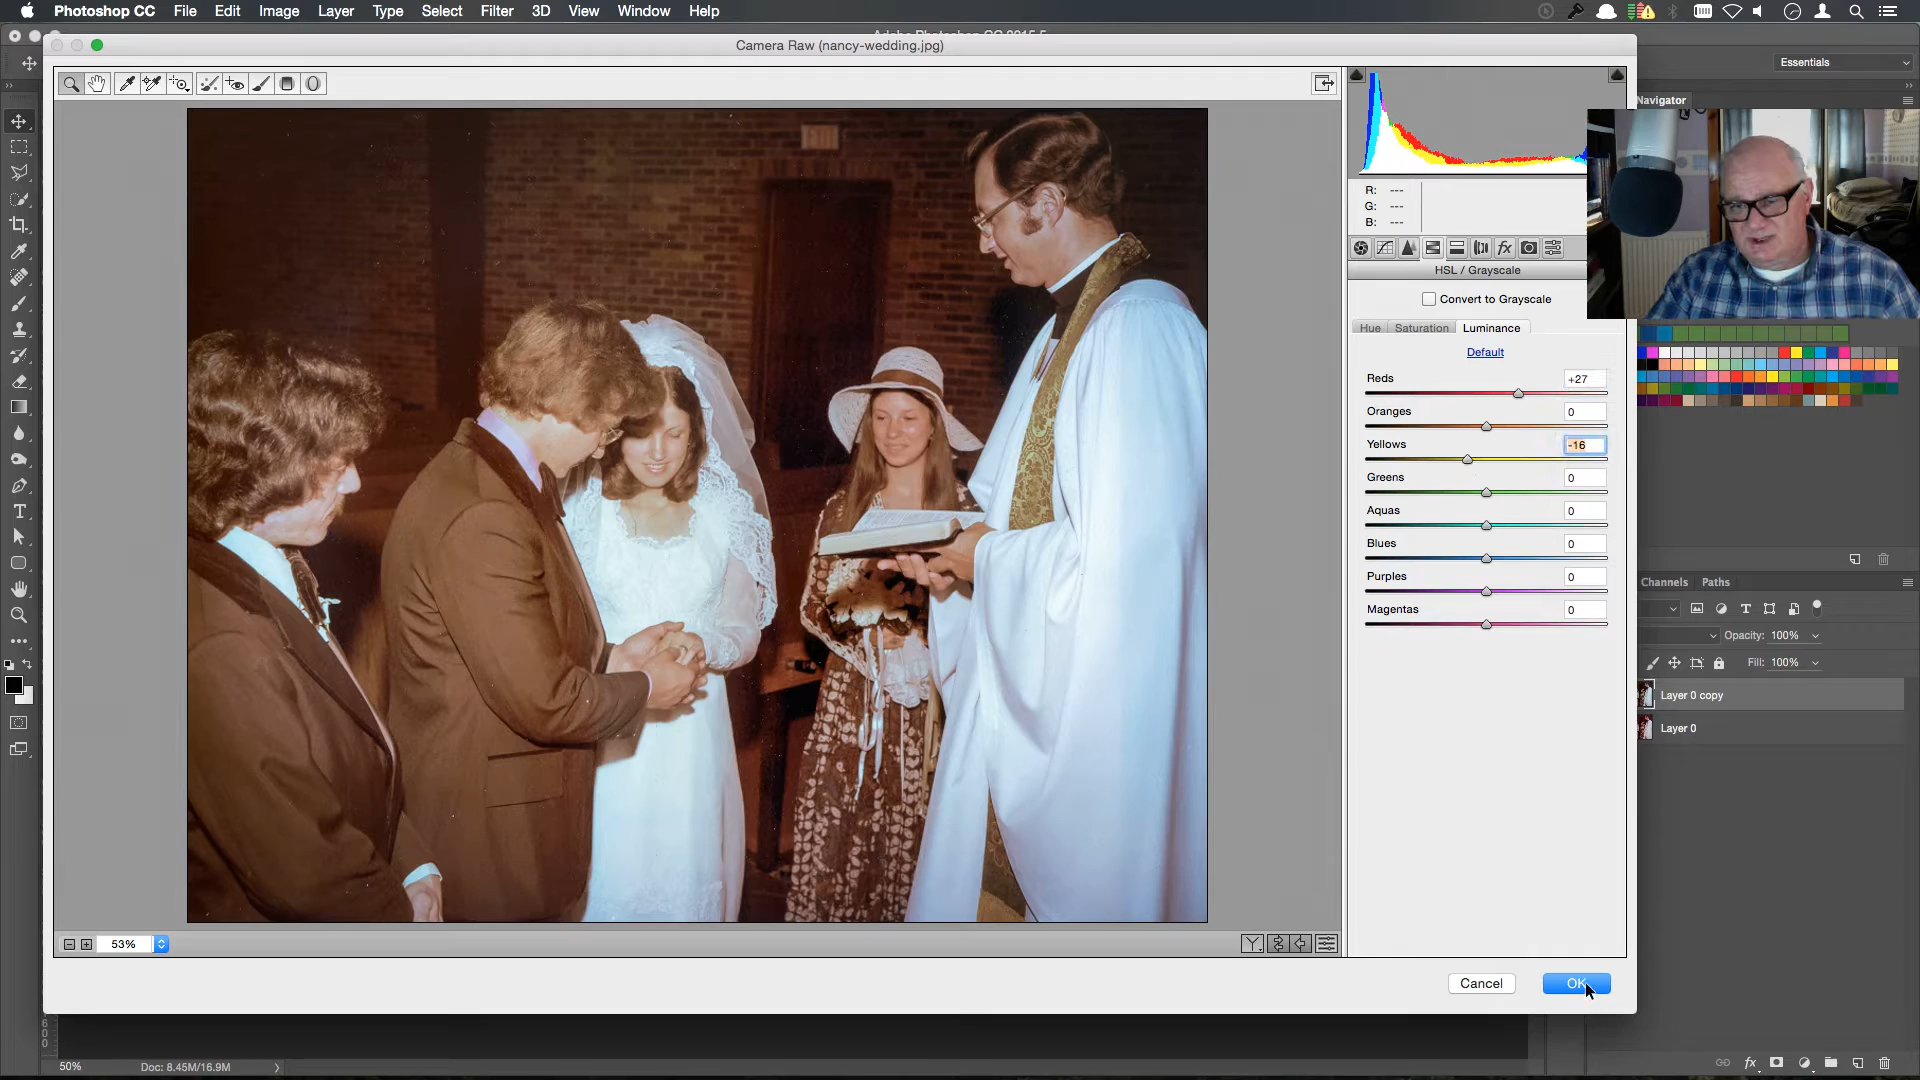 Photoshop CC File Edit Image Layer Type Select Filter 3D View Window Help
Camera Raw (nancy-wedding.jpg)
Essentials
Navigator
R: ---
G: ---
B: ---
HSL / Grayscale
Convert to Grayscale
Hue Saturation Luminance
Default
Reds +27
Oranges 0
Yellows -16
Greens 0
Aquas 0
Blues 0
Purples 0
Magentas 0
Channels Paths
Opacity: 100%
Fill: 100%
Layer 0 copy
Layer 0
53%
Cancel OK
600
50% Doc: 8.45M/16.9M